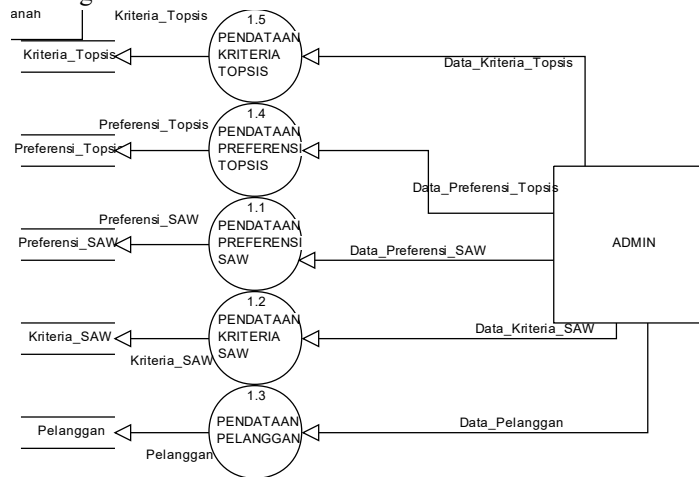 anah
Kriteria_Topsis
1.5
PENDATAAN
KRITERIA
TOPSIS
Kriteria_Topsis
Data_Kriteria_Topsis
Preferensi_Topsis
1.4
PENDATAAN
PREFERENSI
TOPSIS
Preferensi_Topsis
Data_Preferensi_Topsis
Preferensi_SAW
1.1
PENDATAAN
PREFERENSI
SAW
Preferensi_SAW
Data_Preferensi_SAW
ADMIN
1.2
PENDATAAN
KRITERIA
SAW
Kriteria_SAW
Data_Kriteria_SAW
Kriteria_SAW
1.3
PENDATAAN
PELANGGAN
Pelanggan
Data_Pelanggan
Pelanggan